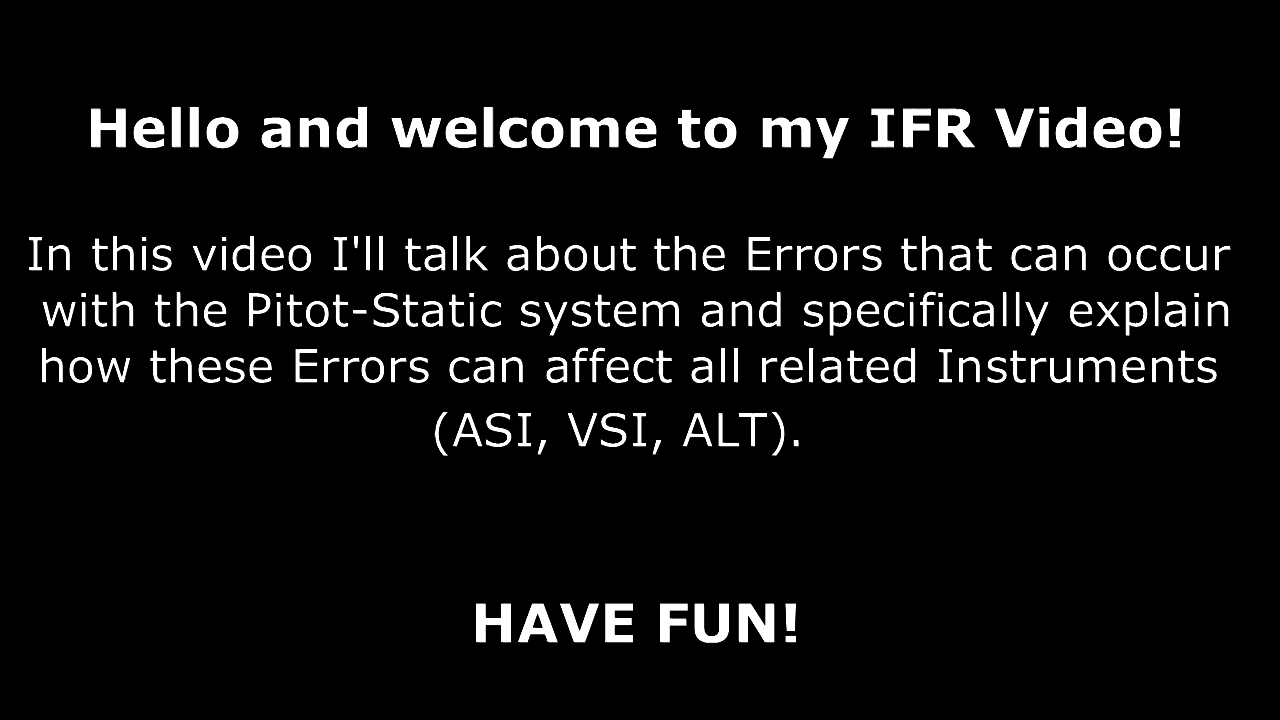 Hello and welcome to my IFR Video!
In this video I'll talk about the Errors that can occur
with the Pitot-Static system and specifically explain
how these Errors can affect all related Instruments
(ASI, VSI, ALT).
HAVE FUN!